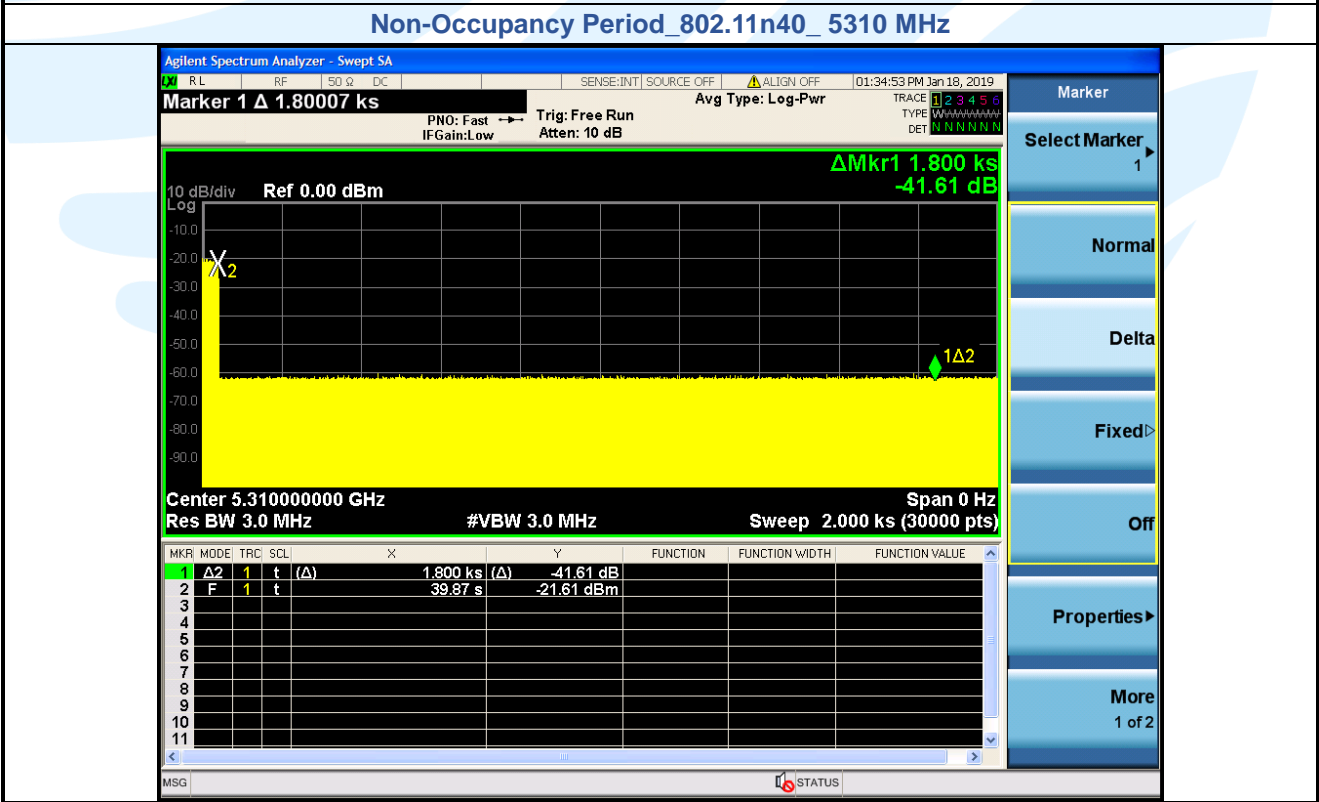 Non-Occupancy Period_802.11n40_ 5310 MHz
Agilent Spectrum Analyzer - Swept SA
LXI RL RF 50 Ω DC SENSE:INT SOURCE OFF ALIGN OFF 01:34:53 PM Jan 18, 2019
Marker 1 Δ 1.80007 ks
PNO: Fast
IFGain:Low
Trig: Free Run
Atten: 10 dB
Avg Type: Log-Pwr
TRACE 1 2 3 4 5 6
TYPE WWWWWW
DET N N N N N N
ΔMkr1 1.800 ks
-41.61 dB
10 dB/div Ref 0.00 dBm
Log
-10.0
-20.0
-30.0
-40.0
-50.0
-60.0
-70.0
-80.0
-90.0
X2
1Δ2
Center 5.310000000 GHz Span 0 Hz
Res BW 3.0 MHz #VBW 3.0 MHz Sweep 2.000 ks (30000 pts)
MKR MODE TRC SCL X Y FUNCTION FUNCTION WIDTH FUNCTION VALUE
1 Δ2 1 t (Δ) 1.800 ks (Δ) -41.61 dB
2 F 1 t 39.87 s -21.61 dBm
3
4
5
6
7
8
9
10
11
MSG STATUS
Marker
Select Marker
1
Normal
Delta
Fixed
Off
Properties
More
1 of 2